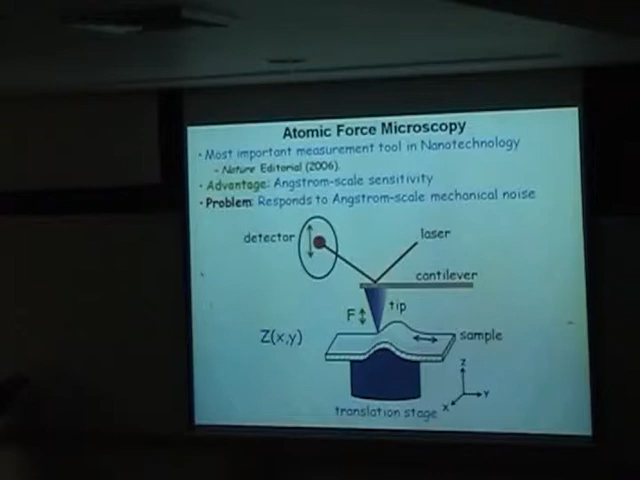 Atomic Force Microscopy
• Most important measurement tool in Nanotechnology
- Nature Editorial (2006).
• Advantage: Angstrom-scale sensitivity
• Problem: Responds to Angstrom-scale mechanical noise
detector
laser
cantilever
F
tip
Z(x,y)
sample
Z
Y
X
translation stage